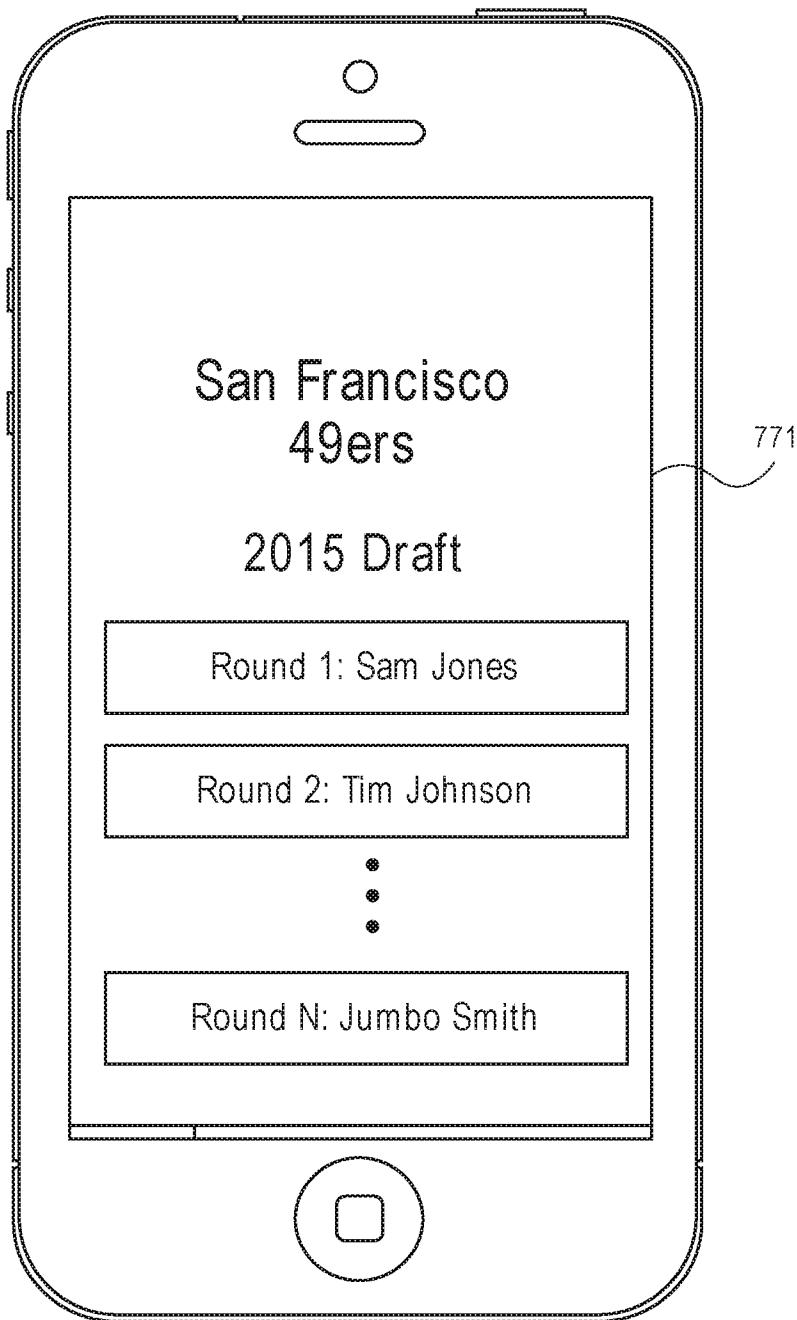 San Francisco
49ers
771
2015 Draft
Round 1: Sam Jones
Round 2: Tim Johnson
Round N: Jumbo Smith